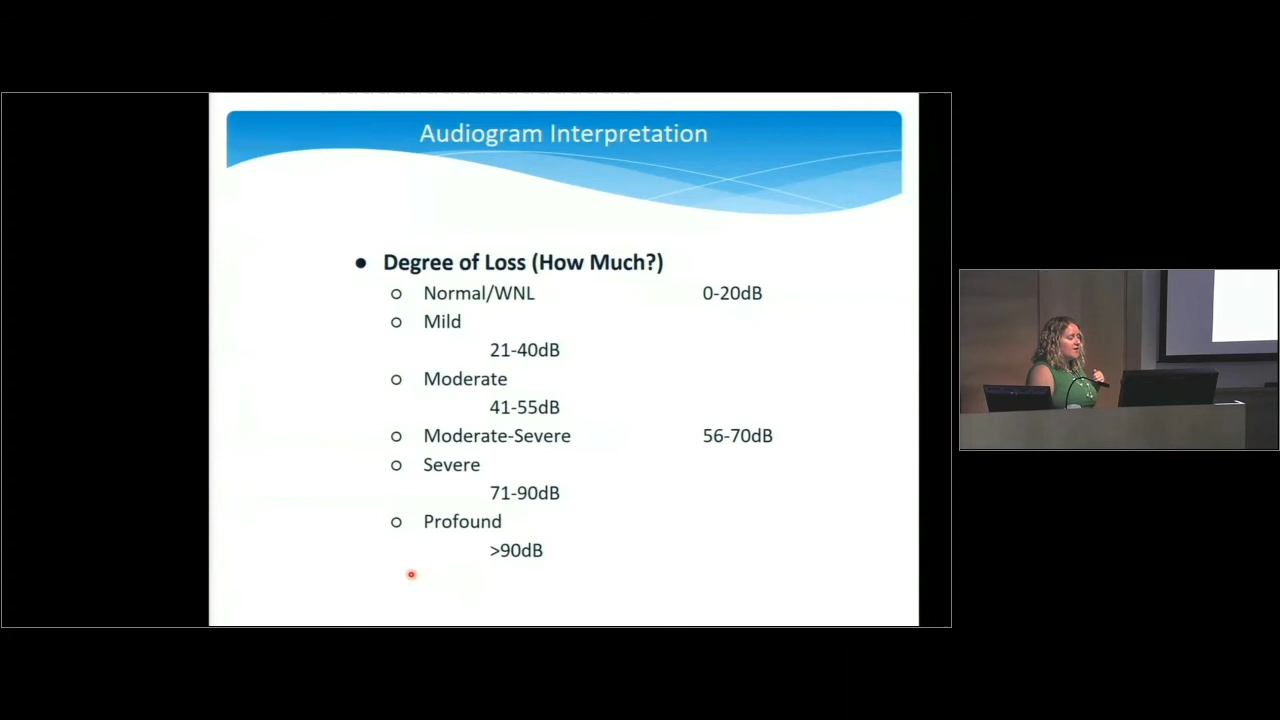 Audiogram Interpretation
● Degree of Loss (How Much?)
○ Normal/WNL 0-20dB
○ Mild
21-40dB
○ Moderate
41-55dB
○ Moderate-Severe 56-70dB
○ Severe
71-90dB
○ Profound
>90dB